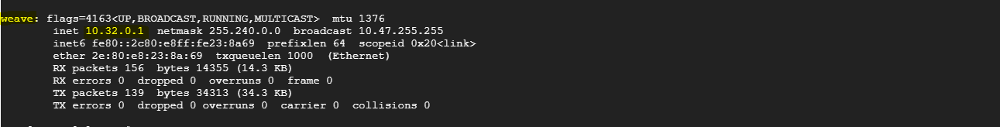 weave: flags=4163<UP,BROADCAST,RUNNING,MULTICAST>  mtu 1376
        inet 10.32.0.1  netmask 255.240.0.0  broadcast 10.47.255.255
        inet6 fe80::2c80:e8ff:fe23:8a69  prefixlen 64  scopeid 0x20<link>
        ether 2e:80:e8:23:8a:69  txqueuelen 1000  (Ethernet)
        RX packets 156  bytes 14355 (14.3 KB)
        RX errors 0  dropped 0  overruns 0  frame 0
        TX packets 139  bytes 34313 (34.3 KB)
        TX errors 0  dropped 0 overruns 0  carrier 0  collisions 0